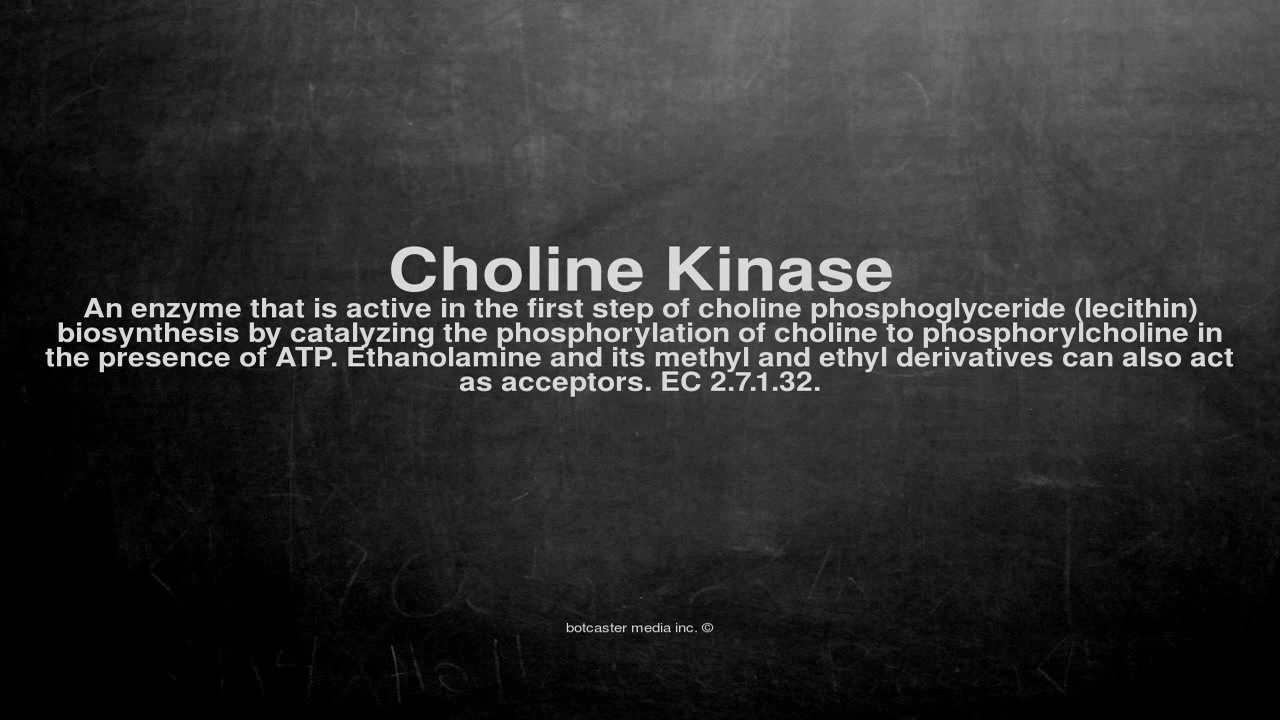 Choline Kinase
An enzyme that is active in the first step of choline phosphoglyceride (lecithin)
biosynthesis by catalyzing the phosphorylation of choline to phosphorylcholine in
the presence of ATP. Ethanolamine and its methyl and ethyl derivatives can also act
as acceptors. EC 2.7.1.32.
botcaster media inc. ©